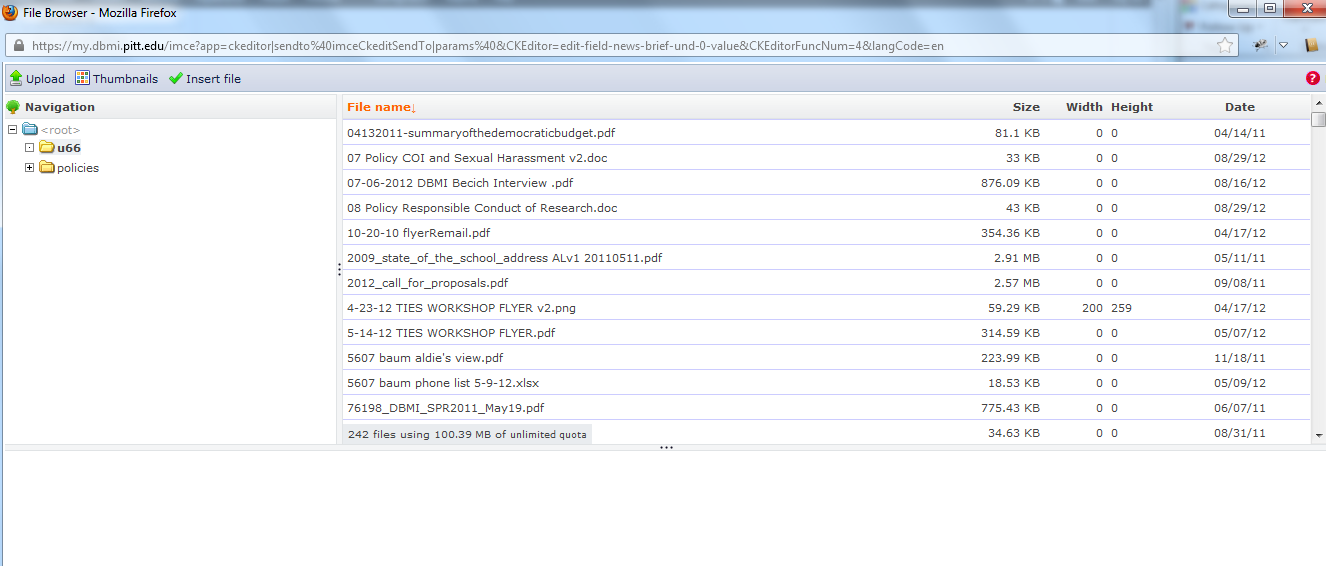 File Browser - Mozilla Firefox
https://my.dbmi.pitt.edu/imce?app=ckeditor|sendto%40imceCkeditSendTo|params%40&CKEditor=edit-field-news-brief-und-0-value&CKEditorFuncNum=4&langCode=en
Upload Thumbnails Insert file ?
Navigation
<root>
u66
policies
File name↓ Size Width Height Date
04132011-summaryofthedemocraticbudget.pdf 81.1 KB 0 0 04/14/11
07 Policy COI and Sexual Harassment v2.doc 33 KB 0 0 08/29/12
07-06-2012 DBMI Becich Interview .pdf 876.09 KB 0 0 08/16/12
08 Policy Responsible Conduct of Research.doc 43 KB 0 0 08/29/12
10-20-10 flyerRemail.pdf 354.36 KB 0 0 04/17/12
2009_state_of_the_school_address ALv1 20110511.pdf 2.91 MB 0 0 05/11/11
2012_call_for_proposals.pdf 2.57 MB 0 0 09/08/11
4-23-12 TIES WORKSHOP FLYER v2.png 59.29 KB 200 259 04/17/12
5-14-12 TIES WORKSHOP FLYER.pdf 314.59 KB 0 0 05/07/12
5607 baum aldie's view.pdf 223.99 KB 0 0 11/18/11
5607 baum phone list 5-9-12.xlsx 18.53 KB 0 0 05/09/12
76198_DBMI_SPR2011_May19.pdf 775.43 KB 0 0 06/07/11
242 files using 100.39 MB of unlimited quota 34.63 KB 0 0 08/31/11